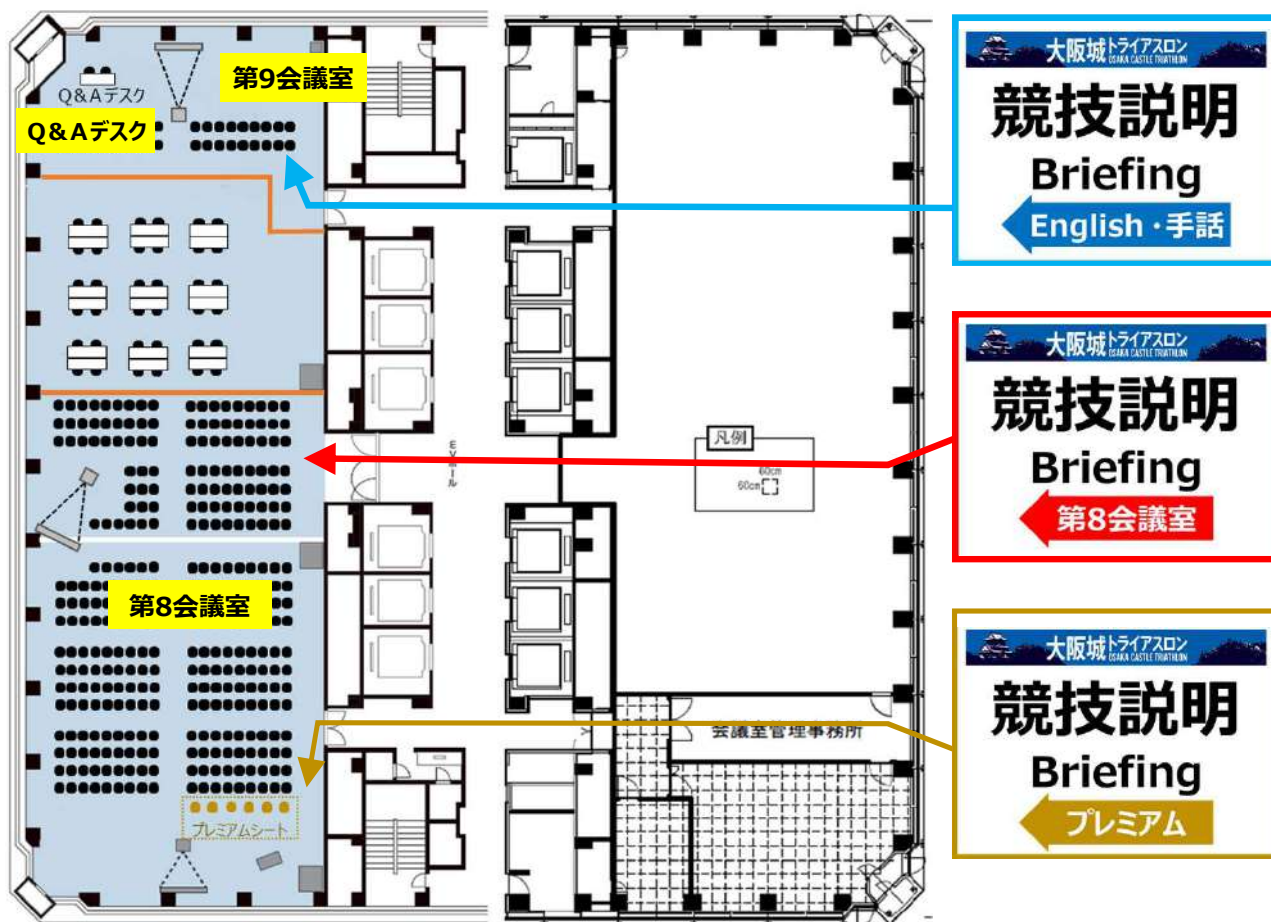 第9会議室
Q&Aデスク
Q&Aデスク
EVホール
凡例
60cm
60cm
第8会議室
プレミアムシート
会議室管理事務所
大阪城トライアスロン
OSAKA CASTLE TRIATHLON
競技説明
Briefing
English・手話
大阪城トライアスロン
OSAKA CASTLE TRIATHLON
競技説明
Briefing
第8会議室
大阪城トライアスロン
OSAKA CASTLE TRIATHLON
競技説明
Briefing
プレミアム